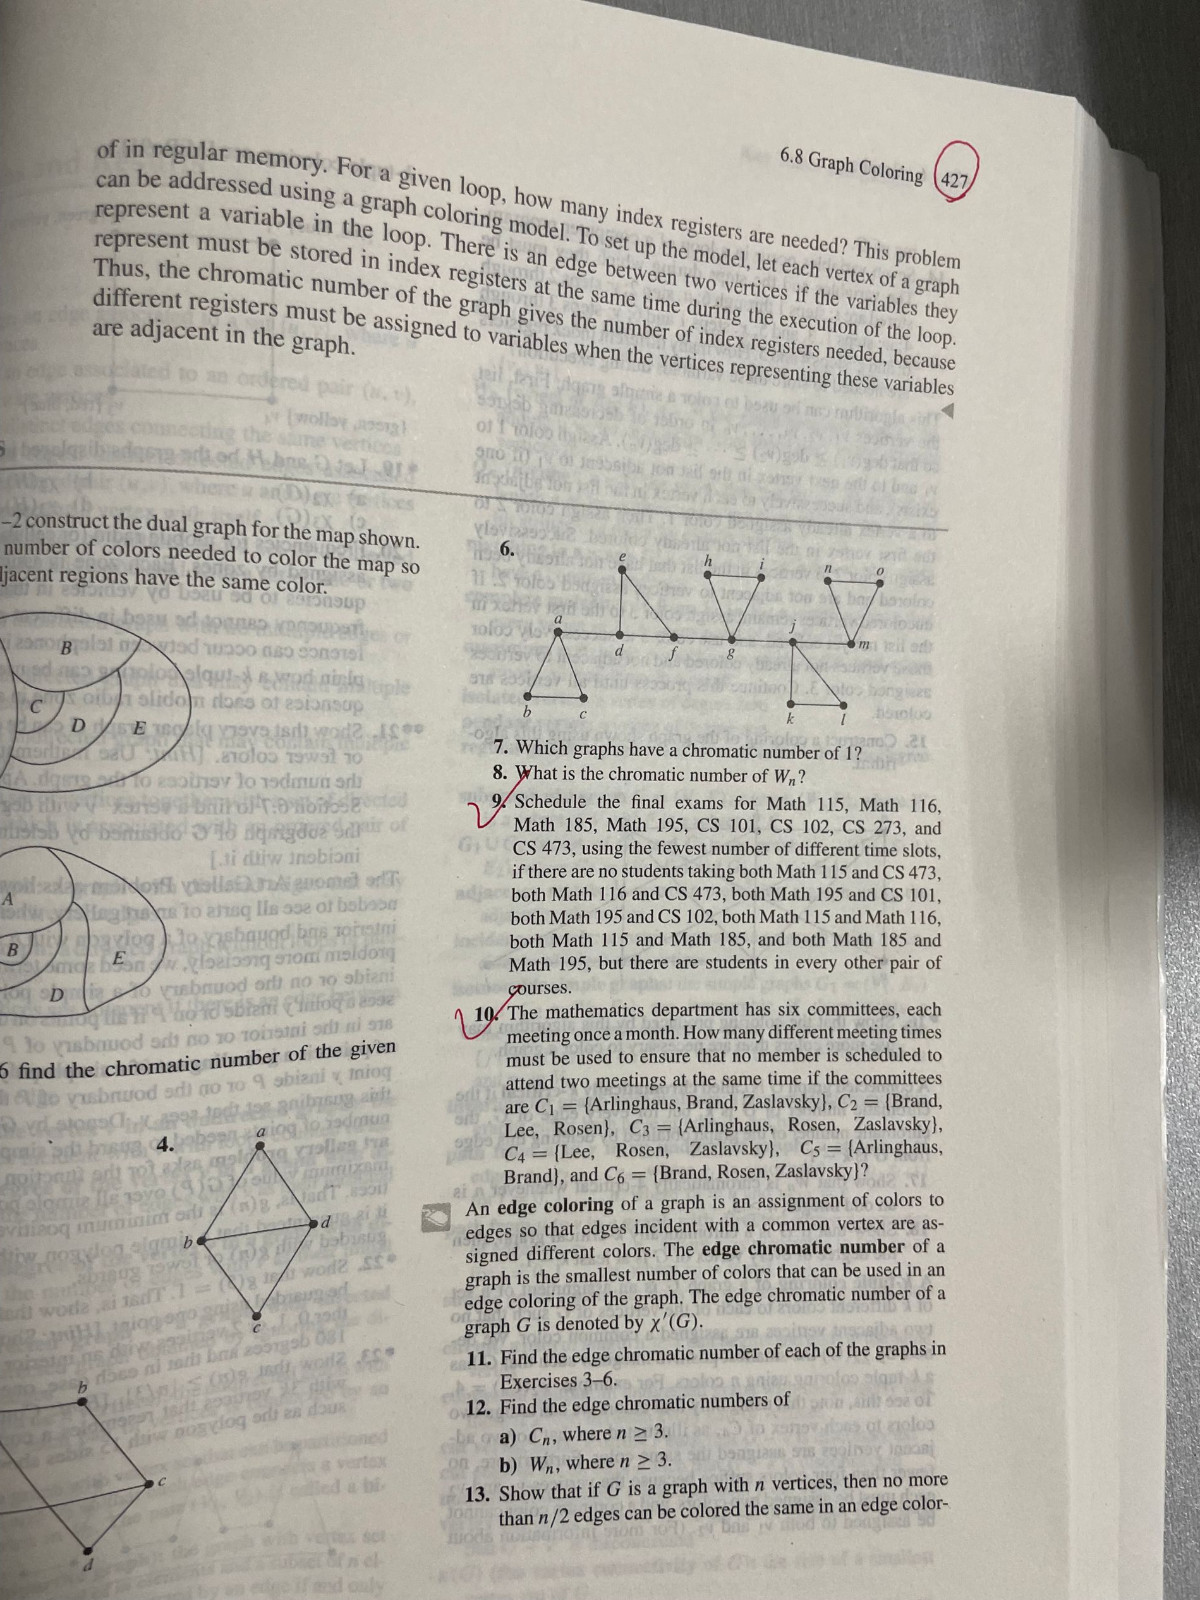 6.8 Graph Coloring 427
of in regular memory. For a given loop, how many index registers are needed? This problem
can be addressed using a graph coloring model. To set up the model, let each vertex of a graph
represent a variable in the loop. There is an edge between two vertices if the variables they
represent must be stored in index registers at the same time during the execution of the loop.
Thus, the chromatic number of the graph gives the number of index registers needed, because
different registers must be assigned to variables when the vertices representing these variables
are adjacent in the graph.
–2 construct the dual graph for the map shown.
number of colors needed to color the map so
jacent regions have the same color.
B
C
D
E
A
B
D
E
6 find the chromatic number of the given
4.
a
b
d
c
b
c
d
6.
e
h
i
n
o
a
d
f
g
j
m
b
c
k
l
7. Which graphs have a chromatic number of 1?
8. What is the chromatic number of Wn?
9. Schedule the final exams for Math 115, Math 116,
Math 185, Math 195, CS 101, CS 102, CS 273, and
CS 473, using the fewest number of different time slots,
if there are no students taking both Math 115 and CS 473,
both Math 116 and CS 473, both Math 195 and CS 101,
both Math 195 and CS 102, both Math 115 and Math 116,
both Math 115 and Math 185, and both Math 185 and
Math 195, but there are students in every other pair of
courses.
10. The mathematics department has six committees, each
meeting once a month. How many different meeting times
must be used to ensure that no member is scheduled to
attend two meetings at the same time if the committees
are C1 = {Arlinghaus, Brand, Zaslavsky}, C2 = {Brand,
Lee, Rosen}, C3 = {Arlinghaus, Rosen, Zaslavsky},
C4 = {Lee, Rosen, Zaslavsky}, C5 = {Arlinghaus,
Brand}, and C6 = {Brand, Rosen, Zaslavsky}?
An edge coloring of a graph is an assignment of colors to
edges so that edges incident with a common vertex are as-
signed different colors. The edge chromatic number of a
graph is the smallest number of colors that can be used in an
edge coloring of the graph. The edge chromatic number of a
graph G is denoted by χ′(G).
11. Find the edge chromatic number of each of the graphs in
Exercises 3–6.
12. Find the edge chromatic numbers of
a) Cn, where n ≥ 3.
b) Wn, where n ≥ 3.
13. Show that if G is a graph with n vertices, then no more
than n/2 edges can be colored the same in an edge color-